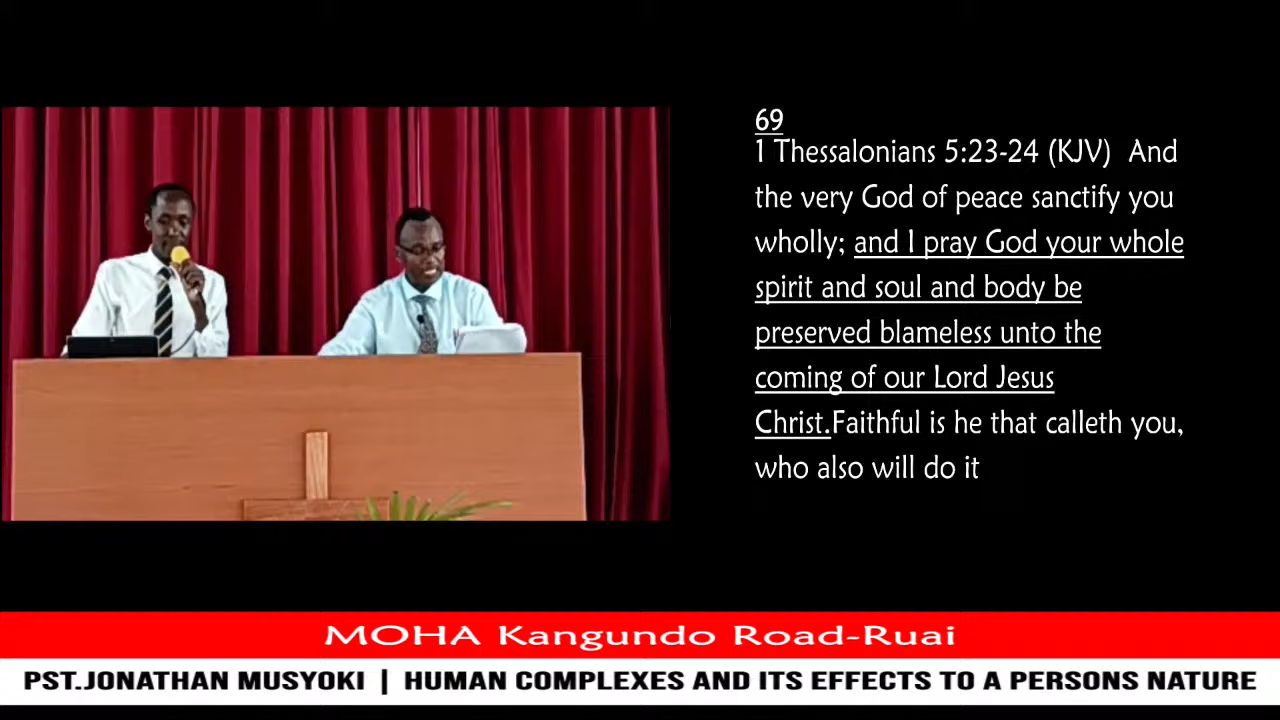 69
1 Thessalonians 5:23-24 (KJV) And
the very God of peace sanctify you
wholly; and I pray God your whole
spirit and soul and body be
preserved blameless unto the
coming of our Lord Jesus
Christ.Faithful is he that calleth you,
who also will do it
MOHA Kangundo Road-Ruai
PST.JONATHAN MUSYOKI | HUMAN COMPLEXES AND ITS EFFECTS TO A PERSONS NATURE